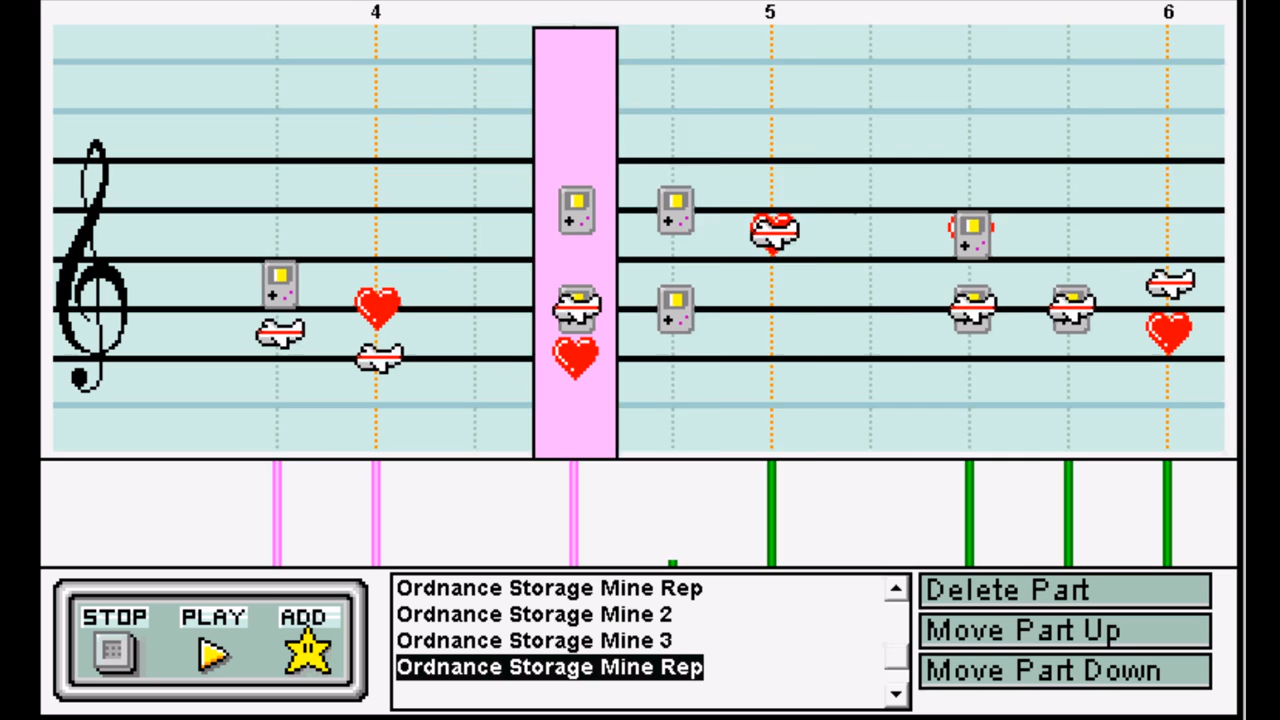 4 5 6
STOP PLAY ADD
Ordnance Storage Mine Rep
Ordnance Storage Mine 2
Ordnance Storage Mine 3
Ordnance Storage Mine Rep
Delete Part
Move Part Up
Move Part Down